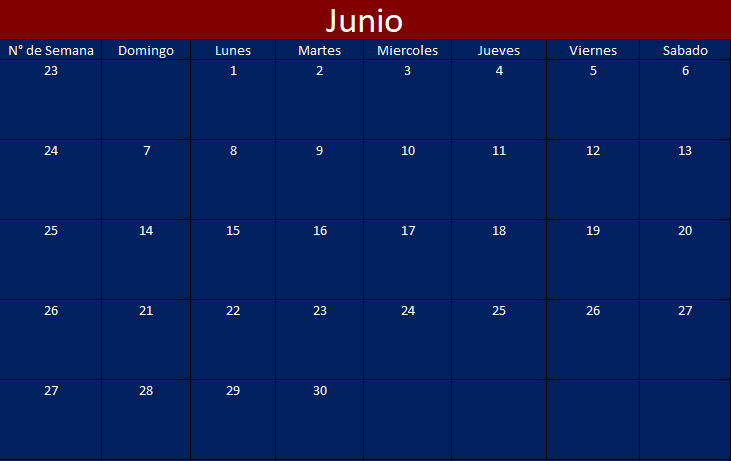 Junio
N° de Semana Domingo Lunes Martes Miercoles Jueves Viernes Sabado
23 1 2 3 4 5 6
24 7 8 9 10 11 12 13
25 14 15 16 17 18 19 20
26 21 22 23 24 25 26 27
27 28 29 30